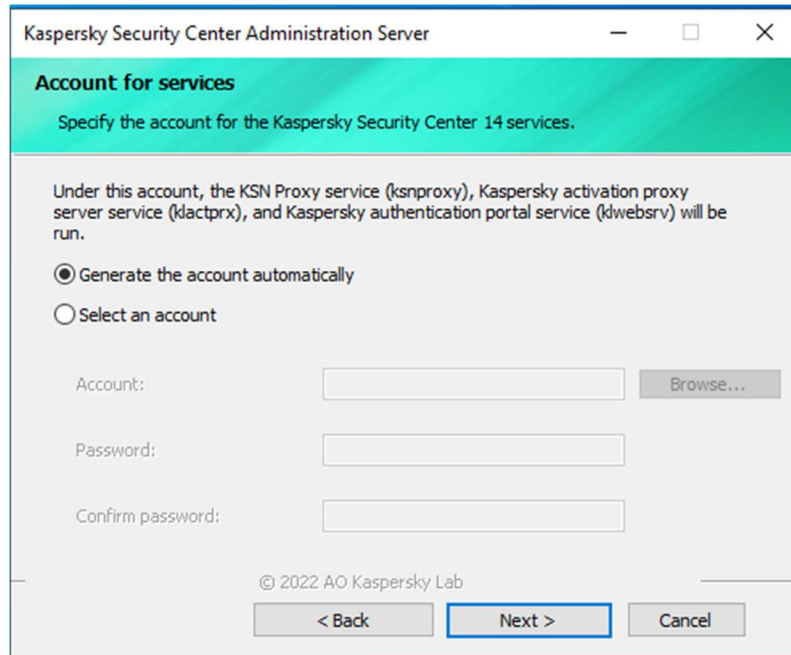 Kaspersky Security Center Administration Server
Account for services
Specify the account for the Kaspersky Security Center 14 services.
Under this account, the KSN Proxy service (ksnproxy), Kaspersky activation proxy
server service (klactprx), and Kaspersky authentication portal service (klwebsrv) will be
run.
Generate the account automatically
Select an account
Account:
Browse...
Password:
Confirm password:
© 2022 AO Kaspersky Lab
< Back
Next >
Cancel